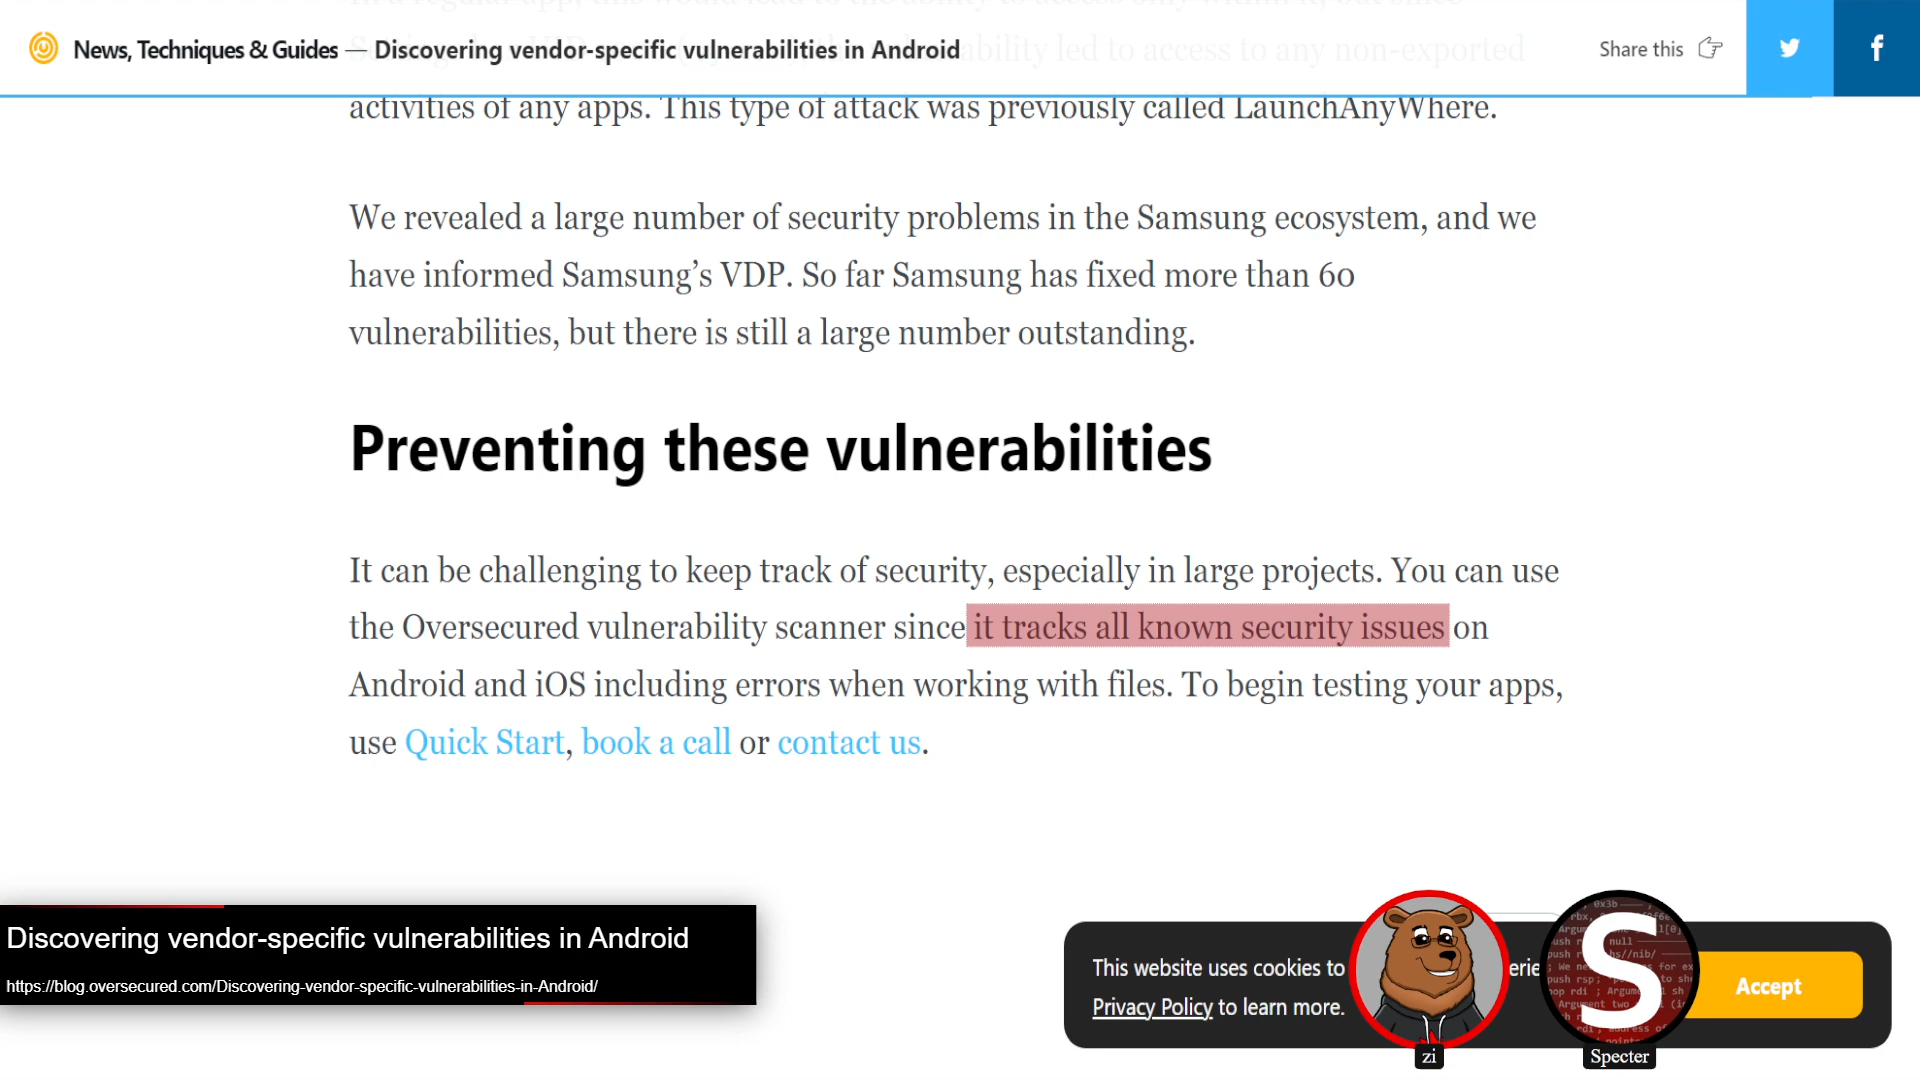 News, Techniques & Guides — Discovering vendor-specific vulnerabilities in Android
Share this
activities of any apps. This type of attack was previously called LaunchAnyWhere.
We revealed a large number of security problems in the Samsung ecosystem, and we
have informed Samsung’s VDP. So far Samsung has fixed more than 60
vulnerabilities, but there is still a large number outstanding.
Preventing these vulnerabilities
It can be challenging to keep track of security, especially in large projects. You can use
the Oversecured vulnerability scanner since it tracks all known security issues on
Android and iOS including errors when working with files. To begin testing your apps,
use Quick Start, book a call or contact us.
Discovering vendor-specific vulnerabilities in Android
https://blog.oversecured.com/Discovering-vendor-specific-vulnerabilities-in-Android/
This website uses cookies to
Privacy Policy to learn more.
Accept
S
zi
Specter